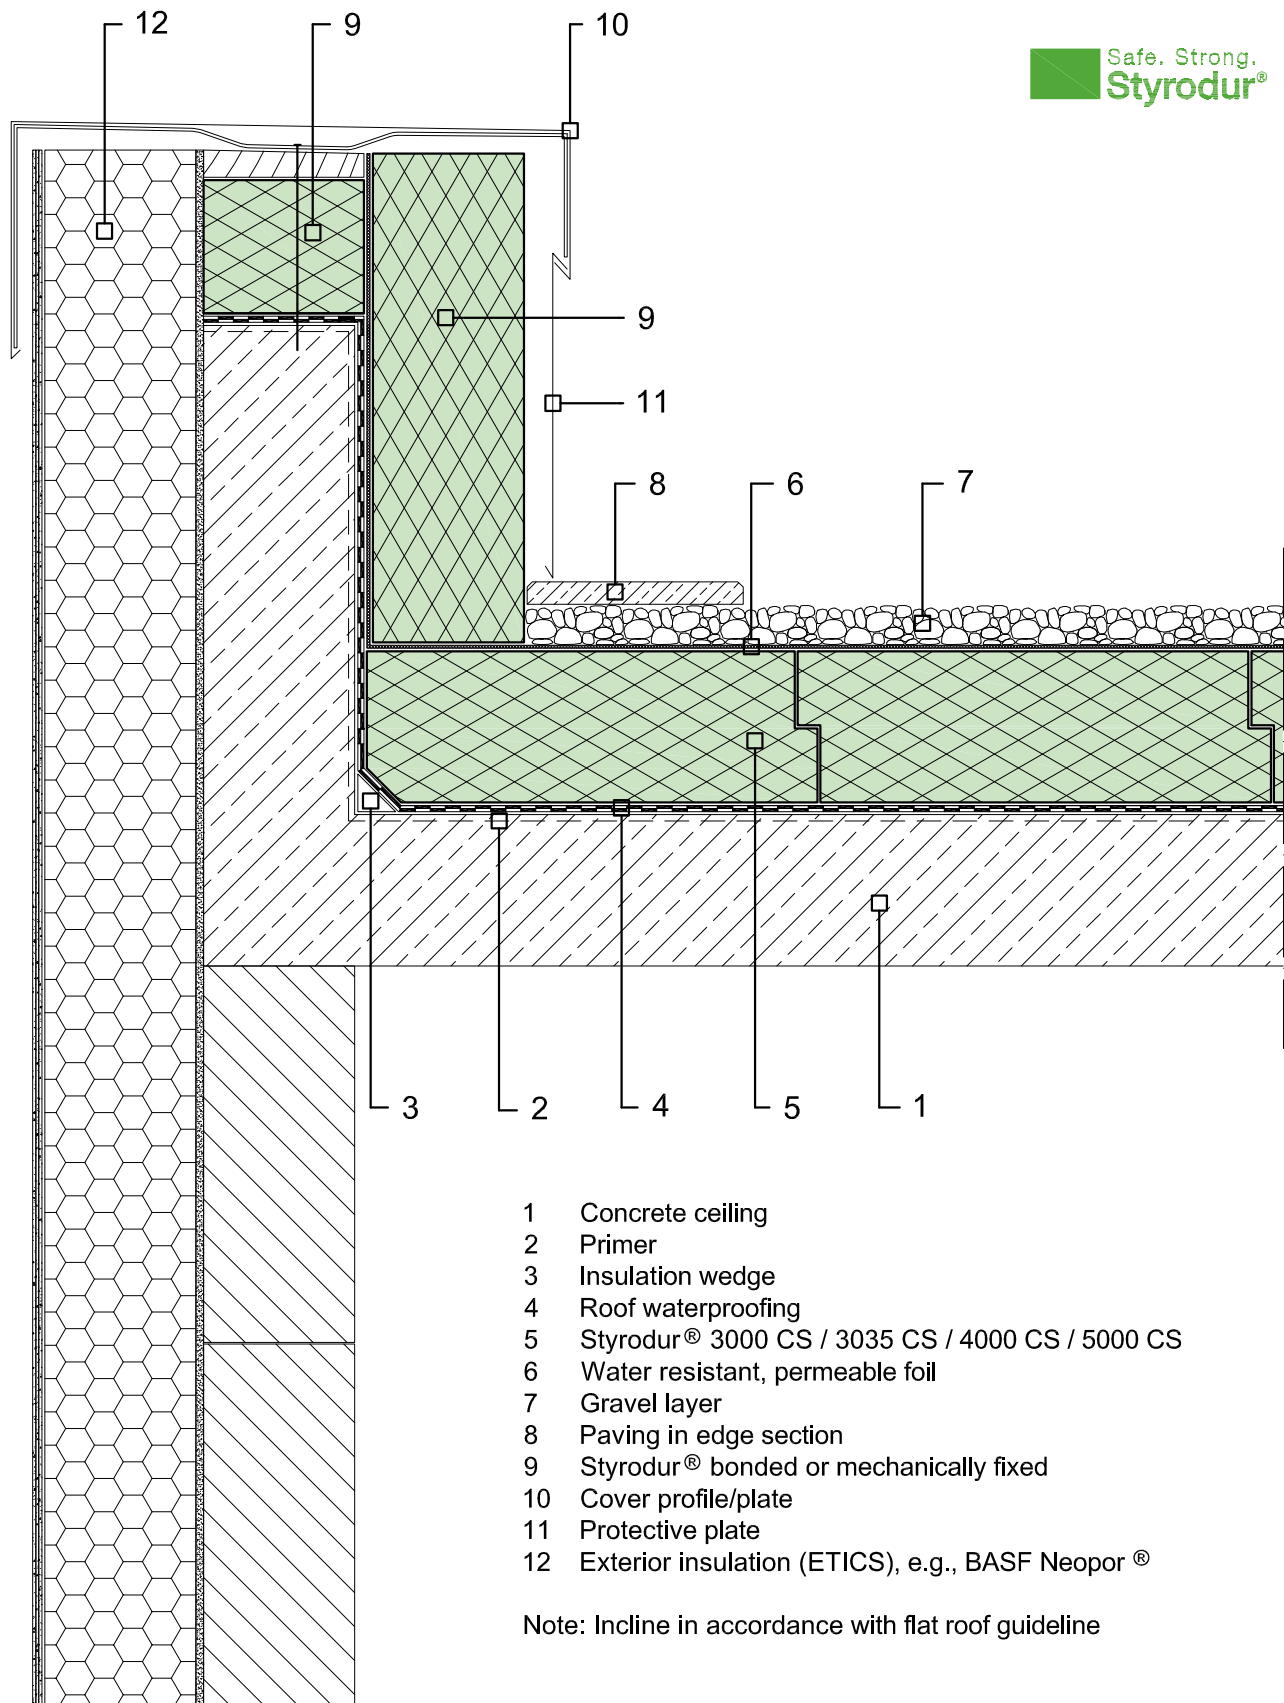 12
9
10
Safe. Strong.
Styrodur®
9
11
8
6
7
3
2
4
5
1
1 Concrete ceiling
2 Primer
3 Insulation wedge
4 Roof waterproofing
5 Styrodur® 3000 CS / 3035 CS / 4000 CS / 5000 CS
6 Water resistant, permeable foil
7 Gravel layer
8 Paving in edge section
9 Styrodur® bonded or mechanically fixed
10 Cover profile/plate
11 Protective plate
12 Exterior insulation (ETICS), e.g., BASF Neopor ®
Note: Incline in accordance with flat roof guideline